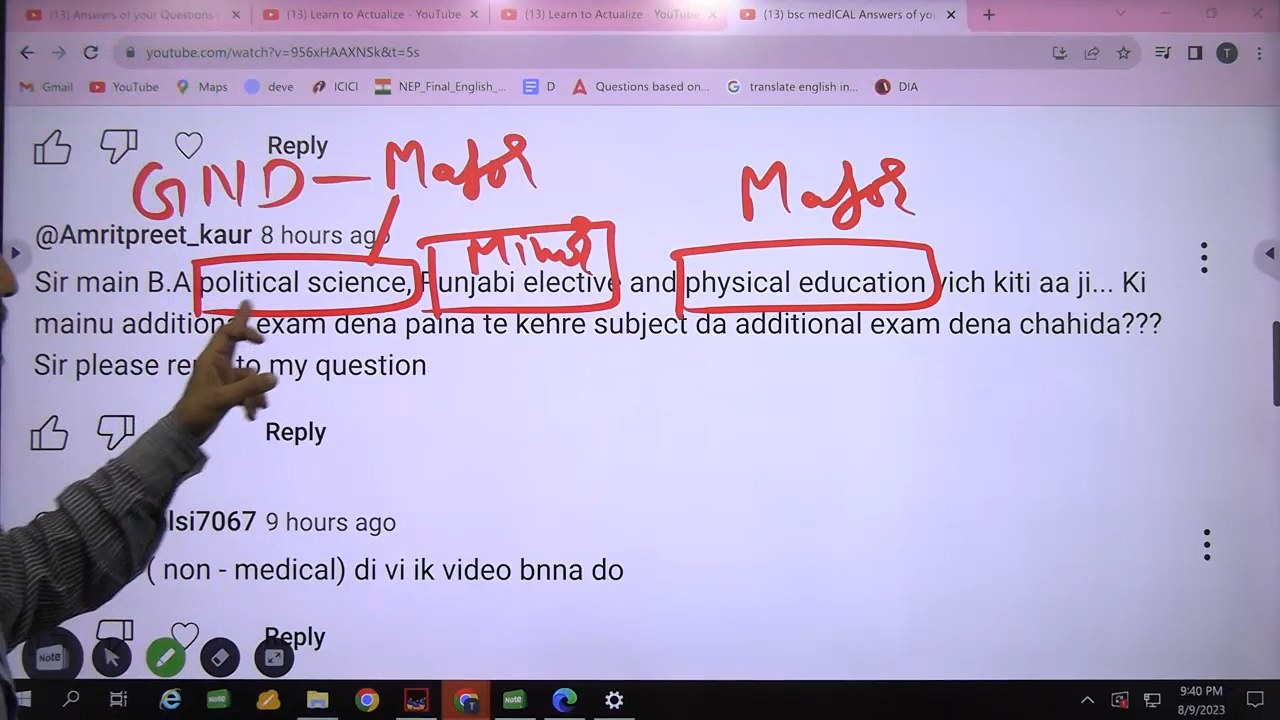 (13) Answers of your Questions
(13) Learn to Actualize - YouTube
(13) Learn to Actualize - YouTube
(13) bsc medICAL Answers of you
youtube.com/watch?v=956xHAAXNSk&t=5s
T
Gmail YouTube Maps deve ICICI NEP_Final_English_... D Questions based on... translate english in... DIA
Reply
GND - Major
Major
@Amritpreet_kaur 8 hours ago
Minor
Sir main B.A political science, Punjabi elective and physical education vich kiti aa ji... Ki
mainu additional exam dena paina te kehre subject da additional exam dena chahida???
Sir please reply to my question
Reply
lsi7067 9 hours ago
( non - medical) di vi ik video bnna do
Reply
Note
Note
Note
9:40 PM
8/9/2023